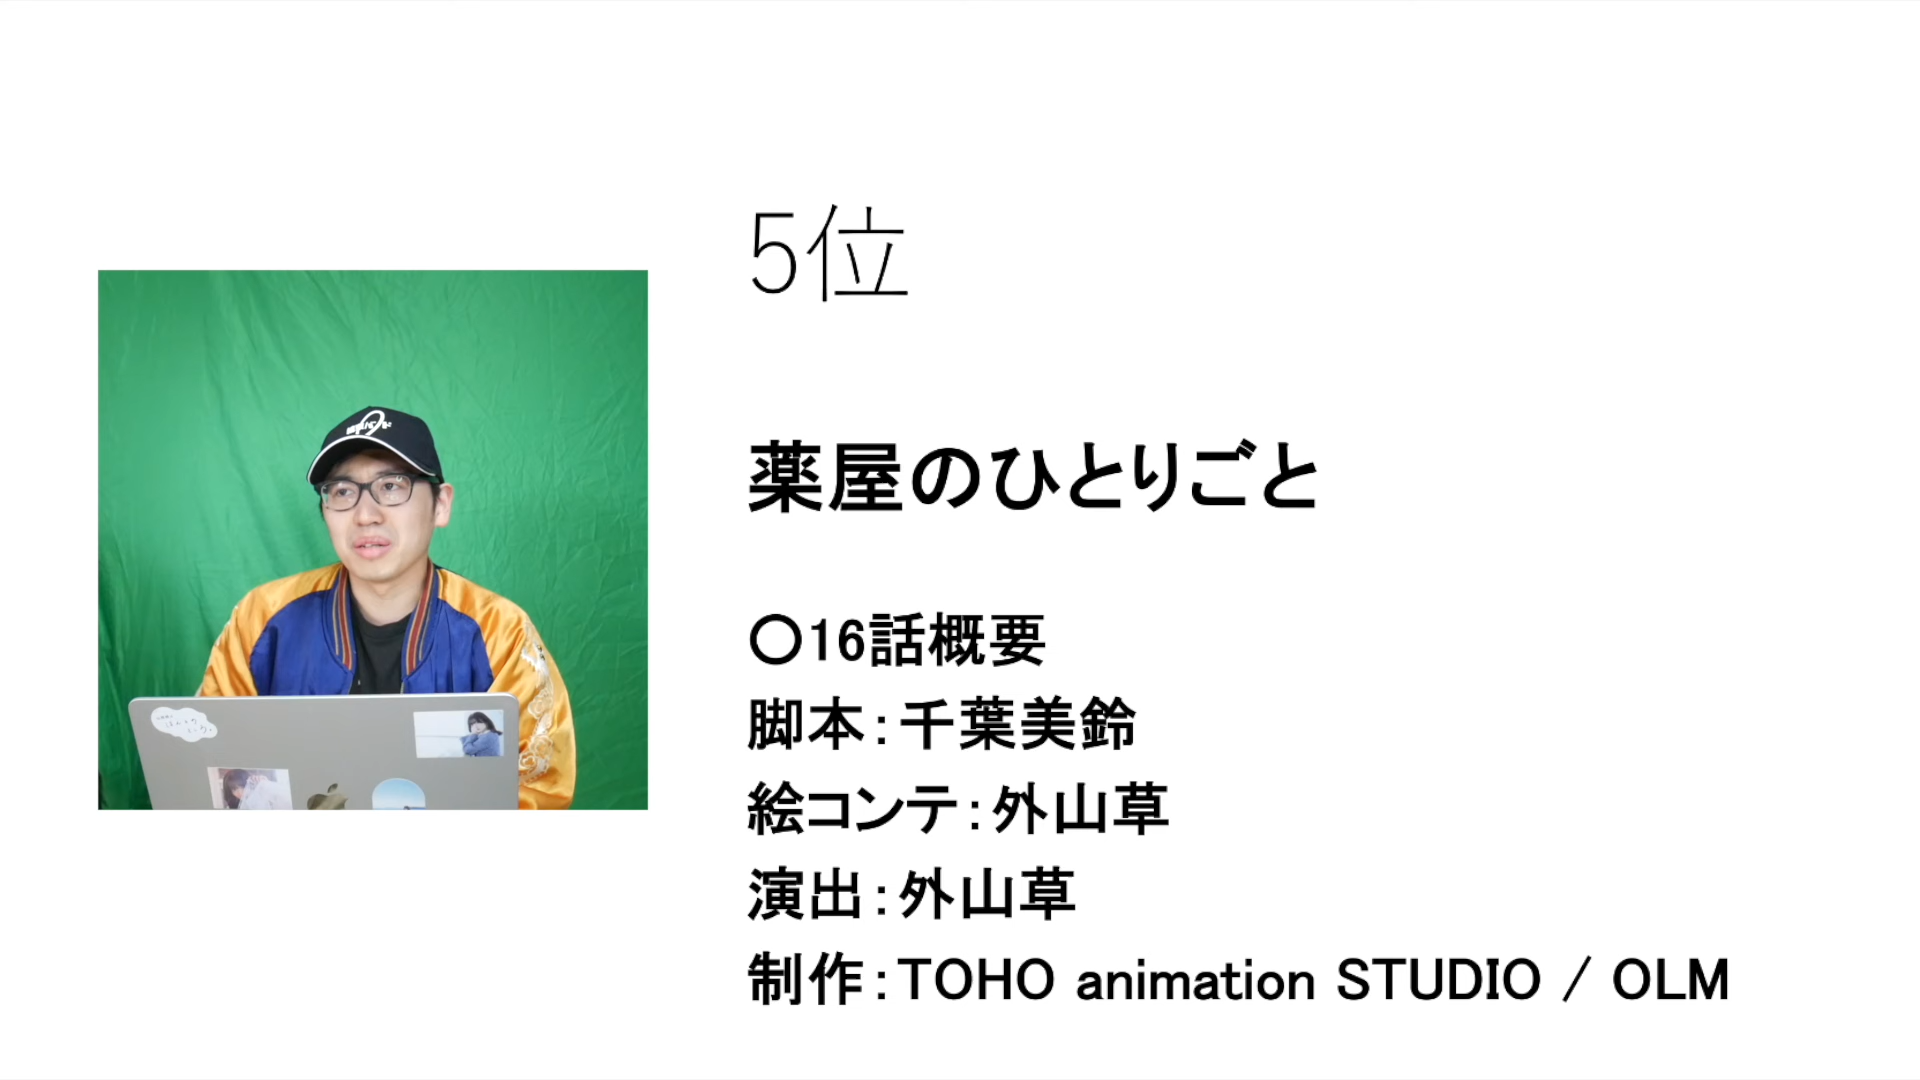 5位
薬屋のひとりごと
〇16話概要
脚本：千葉美鈴
絵コンテ：外山草
演出：外山草
制作：TOHO animation STUDIO / OLM